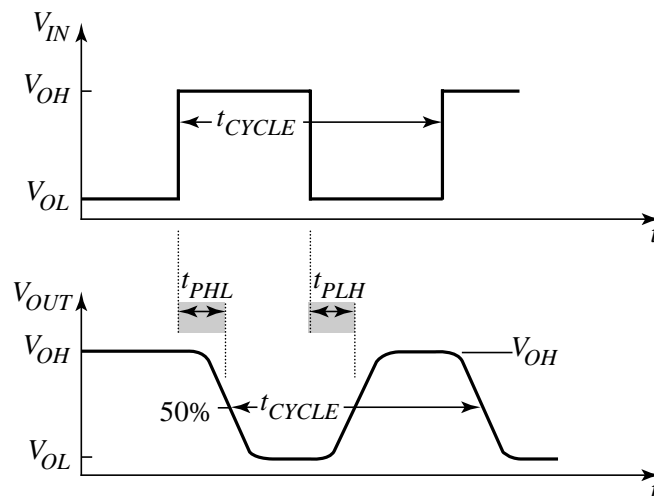 V_IN
V_OH
t_CYCLE
V_OL
t
t_PHL
t_PLH
V_OUT
V_OH
V_OH
50%
t_CYCLE
V_OL
t